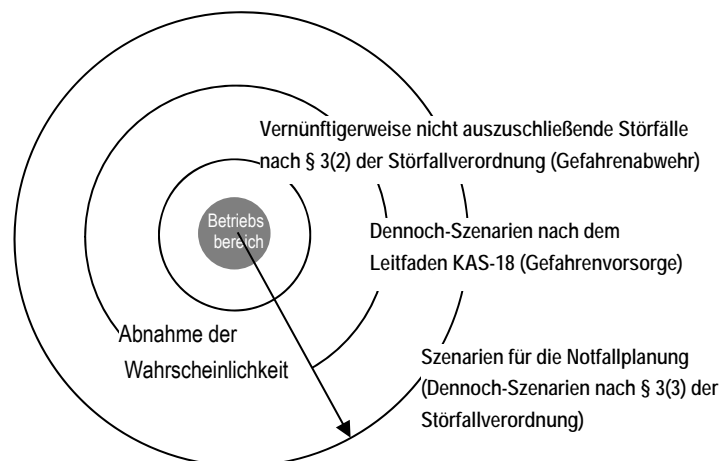 Vernünftigerweise nicht auszuschließende Störfälle
nach § 3(2) der Störfallverordnung (Gefahrenabwehr)
Betriebs
bereich
Dennoch-Szenarien nach dem
Leitfaden KAS-18 (Gefahrenvorsorge)
Abnahme der
Wahrscheinlichkeit
Szenarien für die Notfallplanung
(Dennoch-Szenarien nach § 3(3) der
Störfallverordnung)